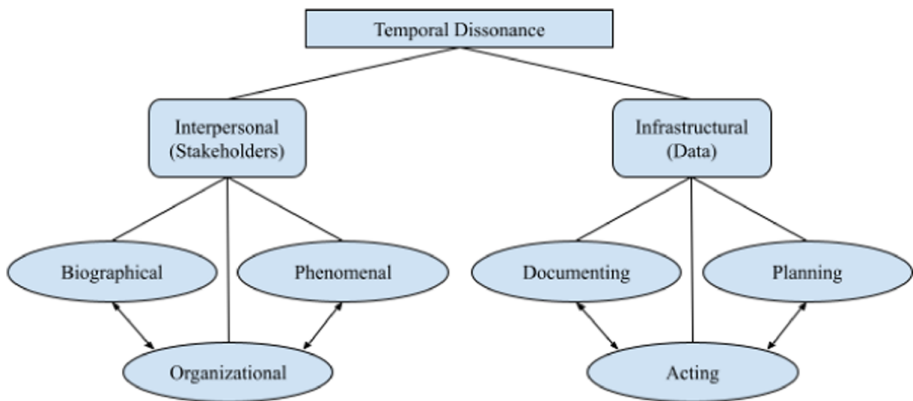 Temporal Dissonance
Interpersonal
(Stakeholders)
Infrastructural
(Data)
Biographical
Phenomenal
Documenting
Planning
Organizational
Acting